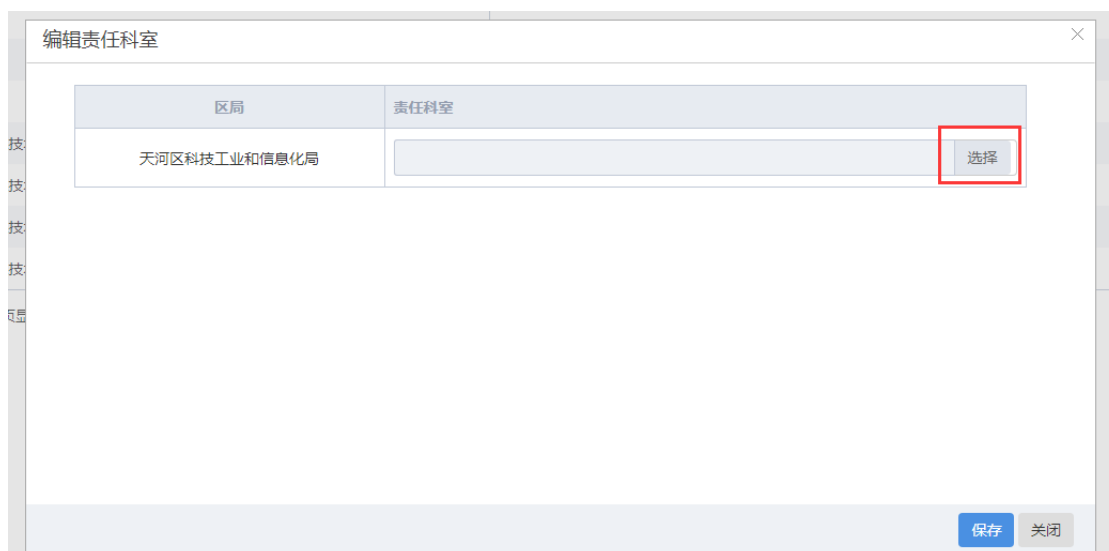 编辑责任科室
区局 责任科室
天河区科技工业和信息化局 选择
技
技
技
技
保存 关闭